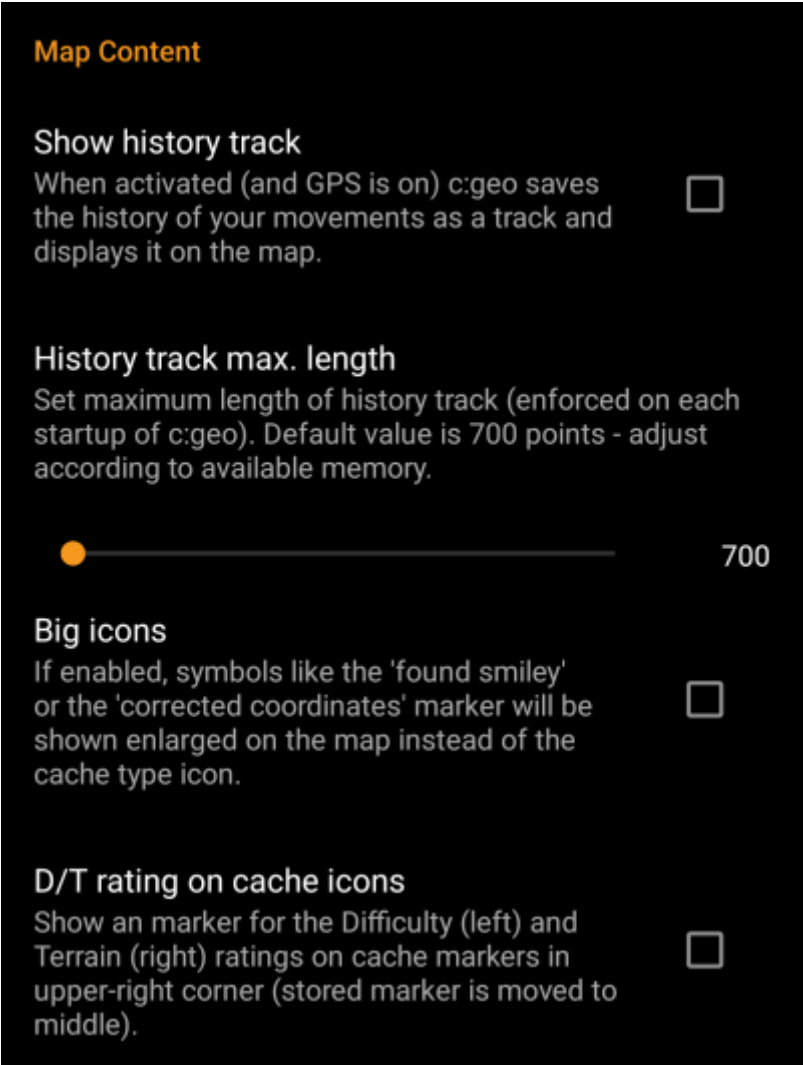 Map Content
Show history track
When activated (and GPS is on) c:geo saves
the history of your movements as a track and
displays it on the map.
History track max. length
Set maximum length of history track (enforced on each
startup of c:geo). Default value is 700 points - adjust
according to available memory.
700
Big icons
If enabled, symbols like the 'found smiley'
or the 'corrected coordinates' marker will be
shown enlarged on the map instead of the
cache type icon.
D/T rating on cache icons
Show an marker for the Difficulty (left) and
Terrain (right) ratings on cache markers in
upper-right corner (stored marker is moved to
middle).